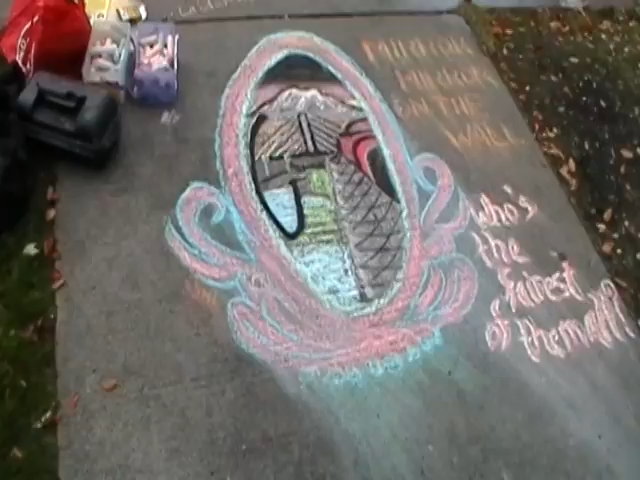 MIRROR
MIRROR
ON THE
WALL
who's
the
fairest
of them all?